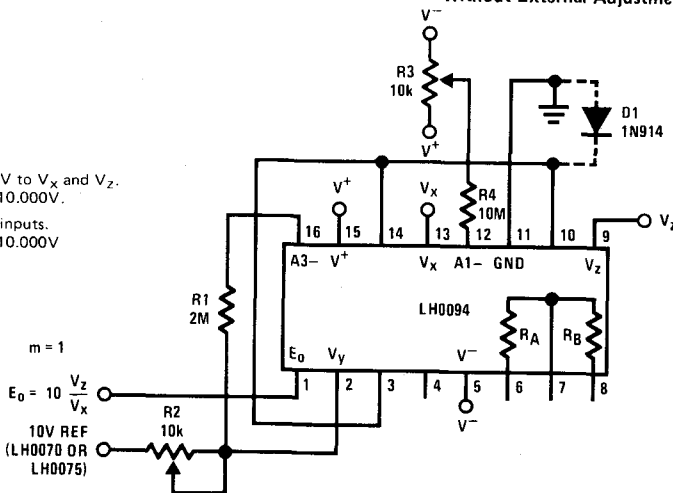 Without External Adjustme
V⁻
R3
10k
D1
1N914
V⁺
V to Vx and Vz.
10.000V.
inputs.
10.000V
V⁺
Vx
R4
10M
Vz
16 15 14 13 12 11 10 9
A3− V⁺ Vx A1− GND Vz
R1
2M
LH0094
RA RB
m = 1
E₀ Vy V⁻
E₀ = 10 Vz
Vx
1 2 3 4 5 6 7 8
R2
10k
V⁻
10V REF
(LH0070 OR
LH0075)